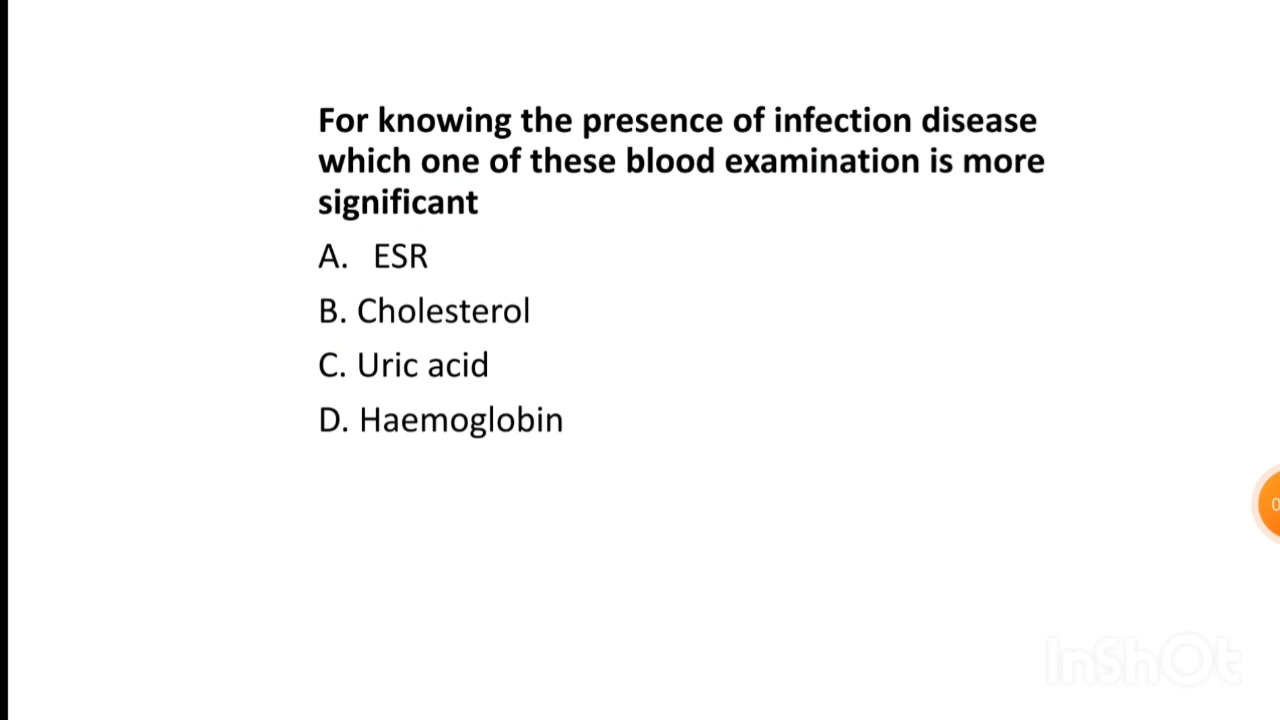 For knowing the presence of infection disease
which one of these blood examination is more
significant
A. ESR
B. Cholesterol
C. Uric acid
D. Haemoglobin
0
InShOt